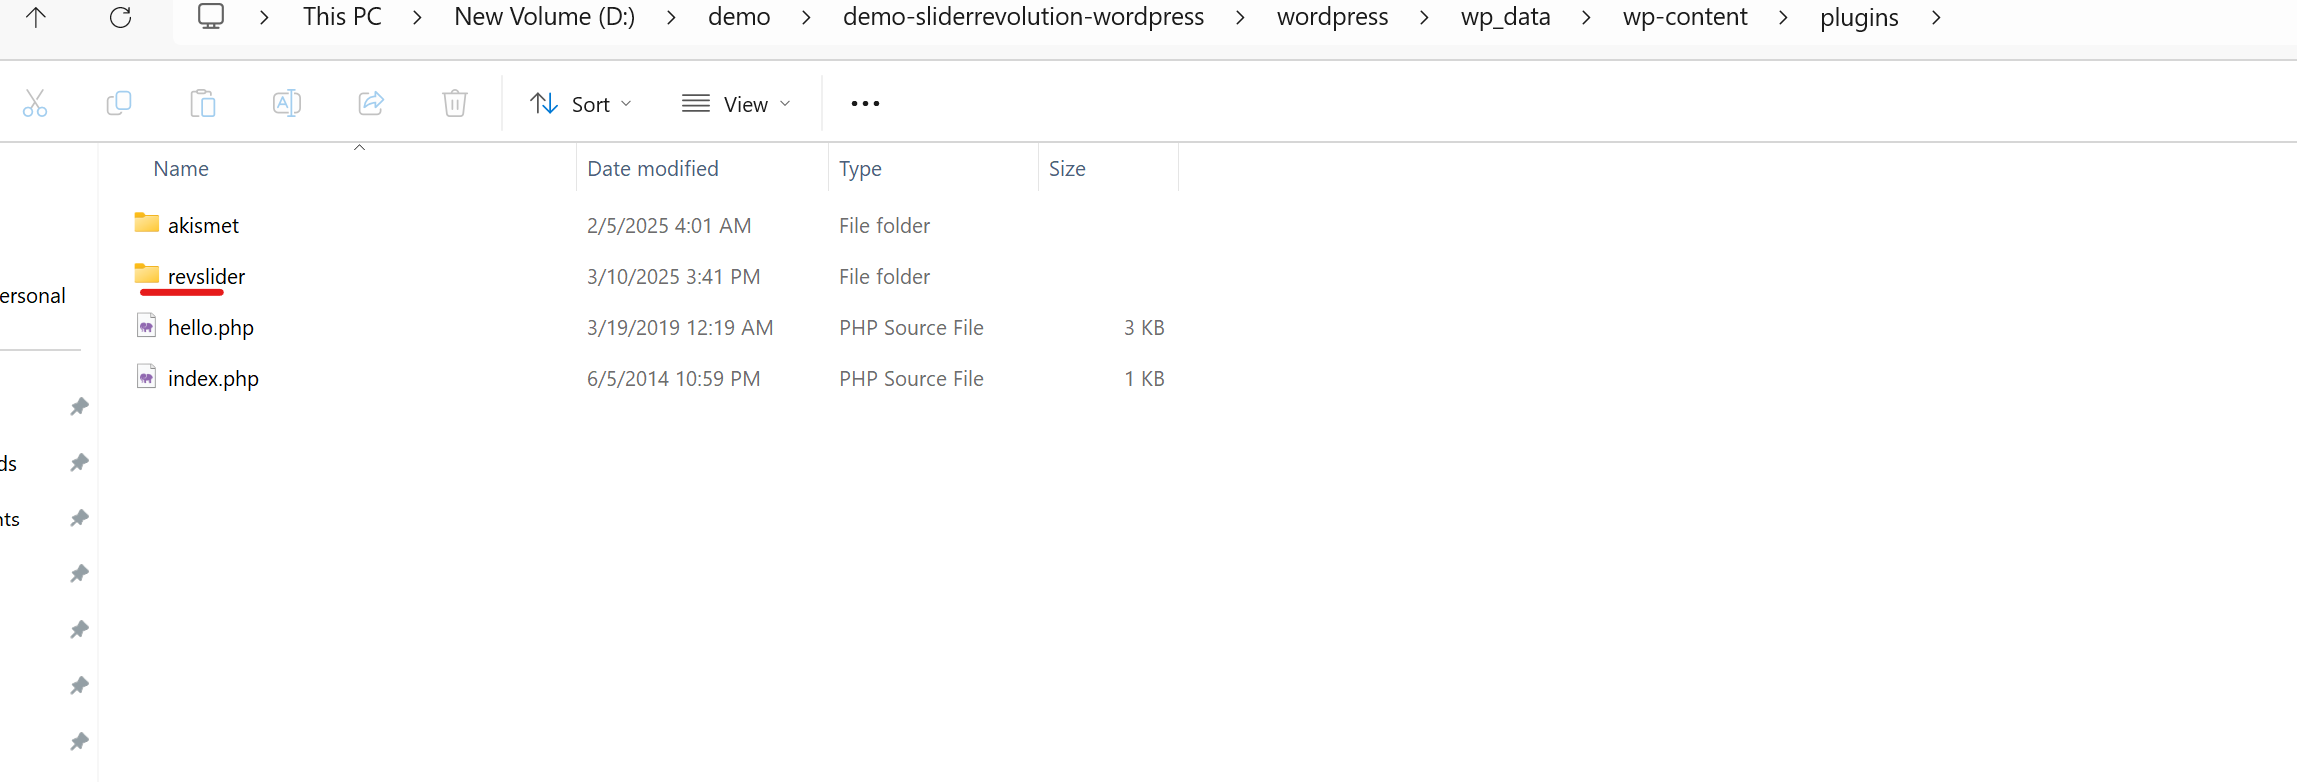 This PC > New Volume (D:) > demo > demo-sliderrevolution-wordpress > wordpress > wp_data > wp-content > plugins >
Sort View
Name Date modified Type Size
akismet 2/5/2025 4:01 AM File folder
revslider 3/10/2025 3:41 PM File folder
ersonal
hello.php 3/19/2019 12:19 AM PHP Source File 3 KB
index.php 6/5/2014 10:59 PM PHP Source File 1 KB
ds
nts